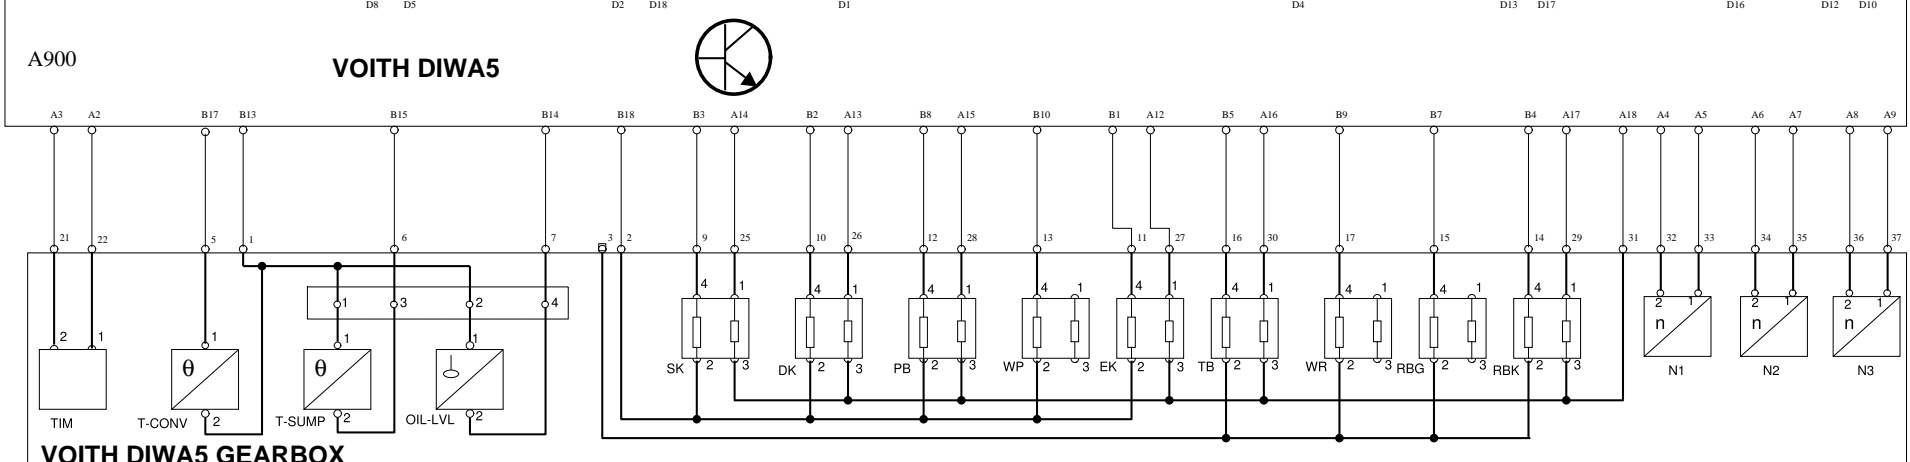 D8 D5 D2 D18 D1 D4 D13 D17 D16 D12 D10
A900
VOITH DIWA5
A3 A2 B17 B13 B15 B14 B18 B3 A14 B2 A13 B8 A15 B10 B1 A12 B5 A16 B9 B7 B4 A17 A18 A4 A5 A6 A7 A8 A9
21 22 5 1 6 7 3 2 9 25 10 26 12 28 13 11 27 16 30 17 15 14 29 31 32 33 34 35 36 37
4 1 4 1 4 1 4 1 4 1 4 1 4 1 4 1 4 1
1 3 2 4
2 1 2 1 2 1
n n n
2 1 1 1 1
θ θ
SK 2 3 DK 2 3 PB 2 3 WP 2 3 EK 2 3 TB 2 3 WR 2 3 RBG 2 3 RBK 2 3 N1 N2 N3
TIM T-CONV 2 T-SUMP 2 OIL-LVL 2
VOITH DIWA5 GEARBOX